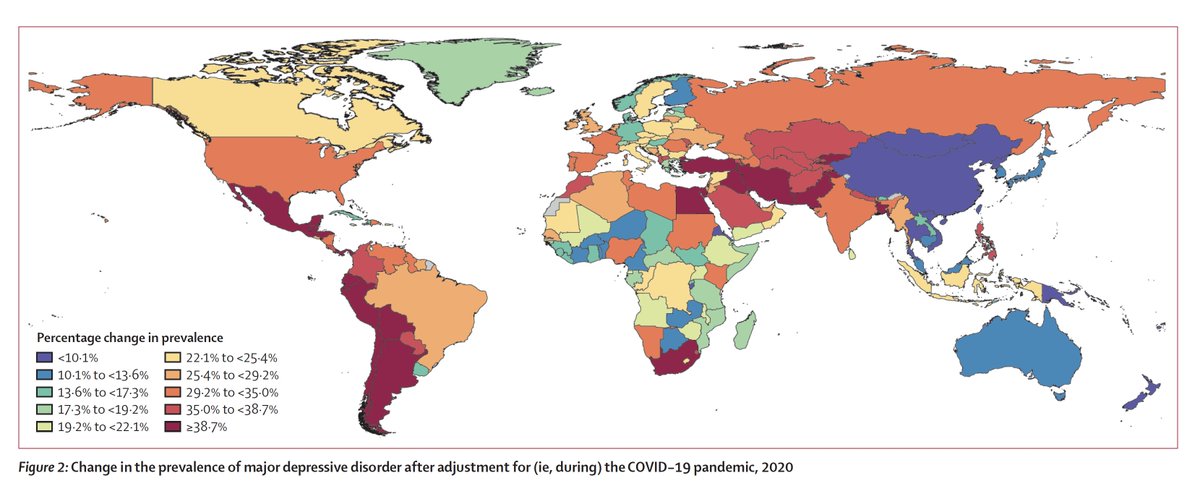 Percentage change in prevalence
<10·1%
10·1% to <13·6%
13·6% to <17·3%
17·3% to <19·2%
19·2% to <22·1%
22·1% to <25·4%
25·4% to <29·2%
29·2% to <35·0%
35·0% to <38·7%
≥38·7%
Figure 2: Change in the prevalence of major depressive disorder after adjustment for (ie, during) the COVID-19 pandemic, 2020